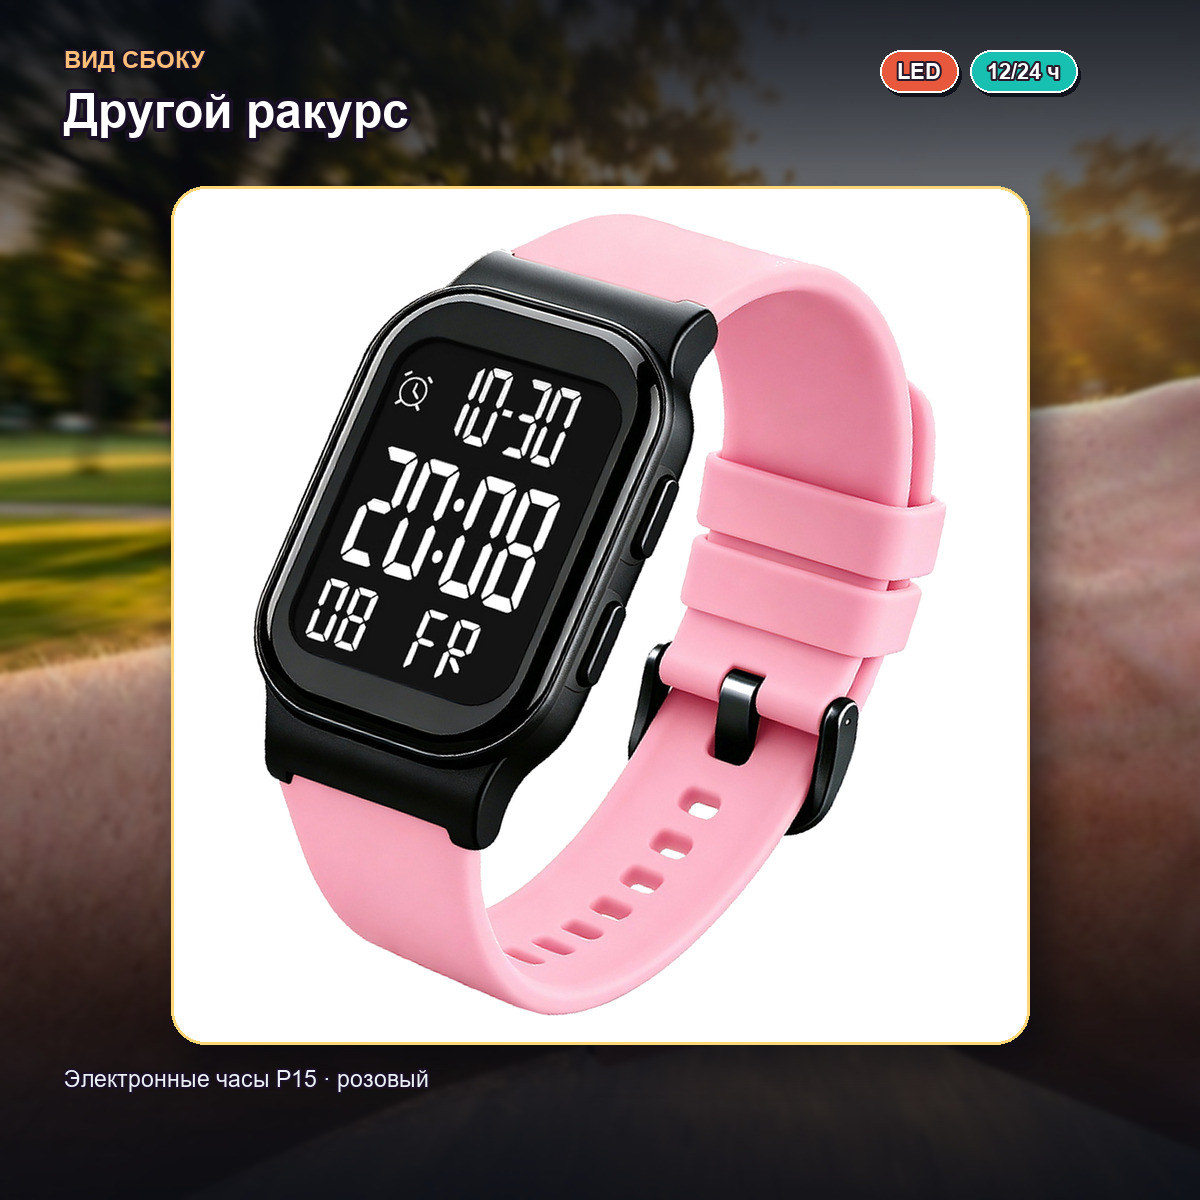 ВИД СБОКУ
Другой ракурс
LED
12/24 ч
10-30
20:08
08 FR
Электронные часы P15 · розовый